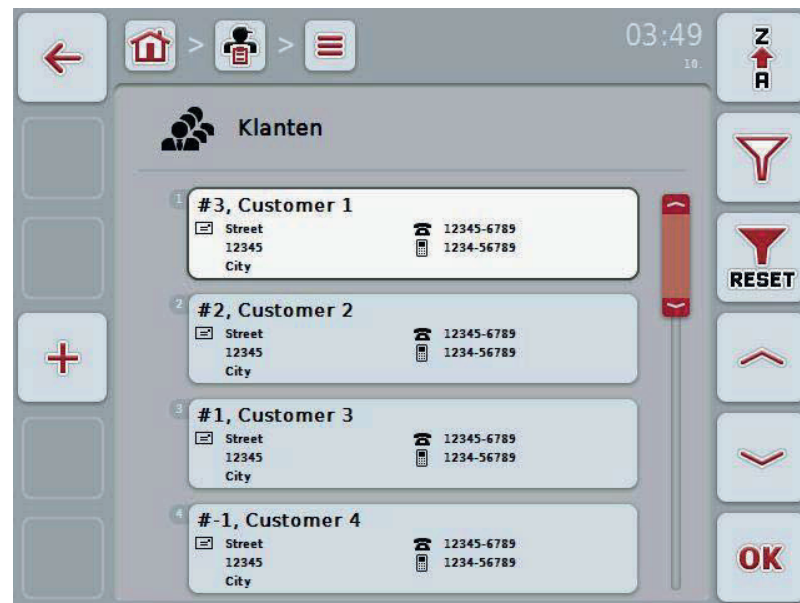 03:49
10.
Z
A
Klanten
1
#3, Customer 1
Street
12345
City
12345-6789
1234-56789
RESET
2
#2, Customer 2
Street
12345
City
12345-6789
1234-56789
3
#1, Customer 3
Street
12345
City
12345-6789
1234-56789
4
#-1, Customer 4
Street
12345
City
12345-6789
1234-56789
OK